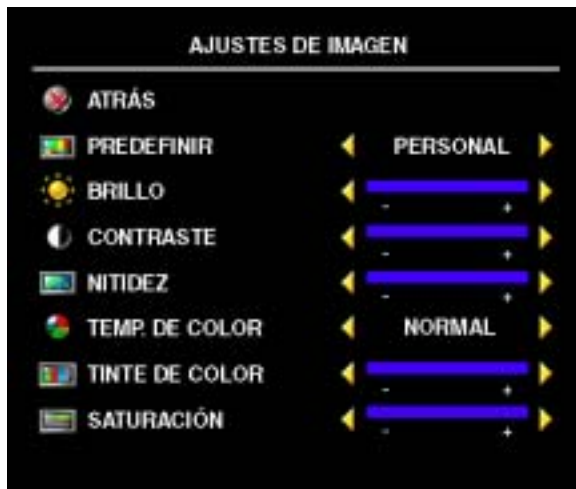 AJUSTES DE IMAGEN
ATRÁS
PREDEFINIR PERSONAL
BRILLO
- +
CONTRASTE
- +
NITIDEZ
- +
TEMP. DE COLOR NORMAL
TINTE DE COLOR
- +
SATURACIÓN
- +